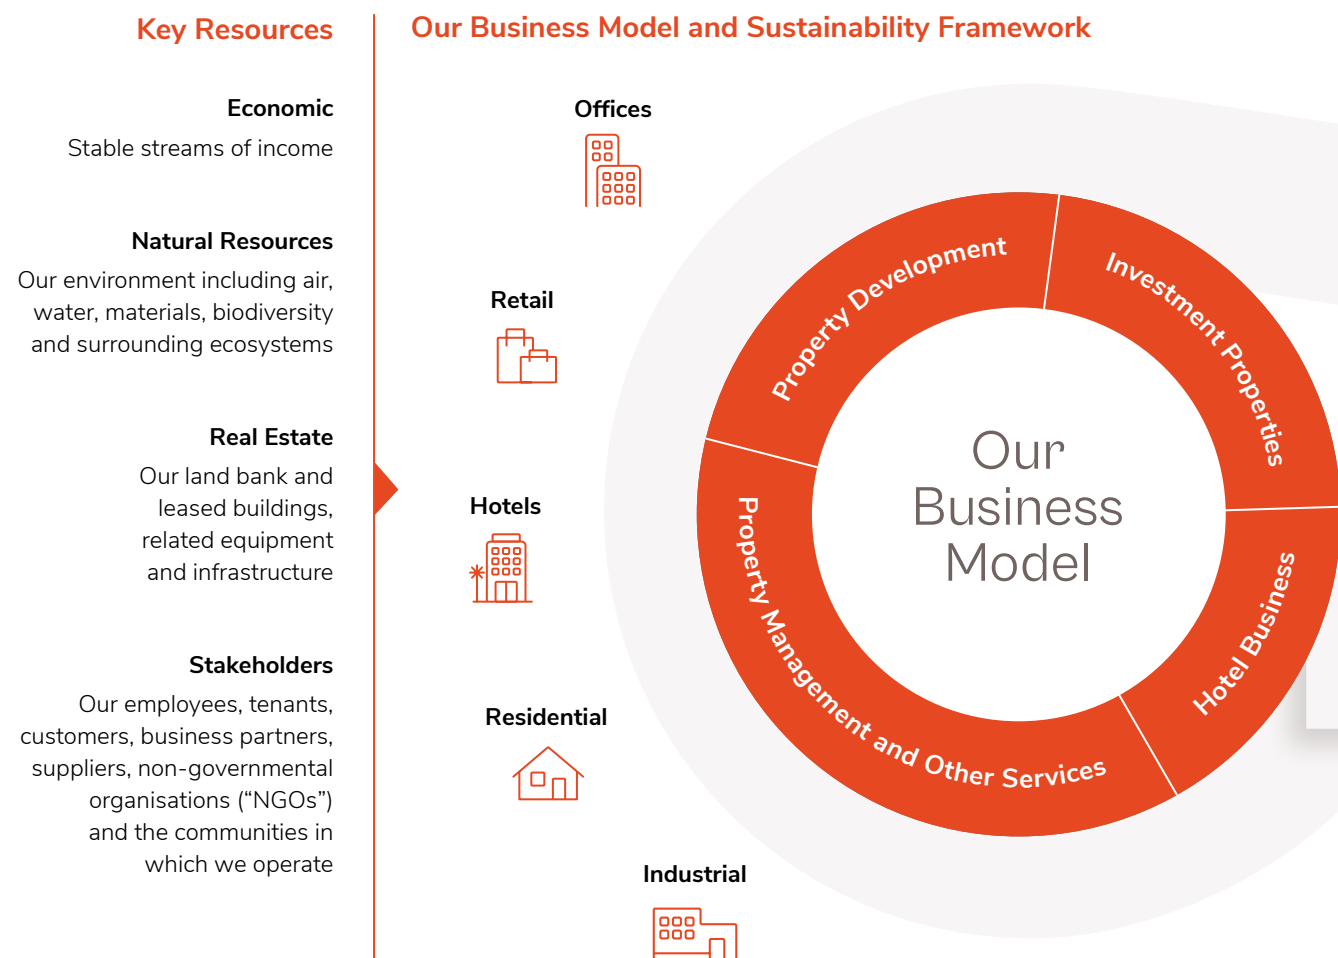 Key Resources
Economic
Stable streams of income
Natural Resources
Our environment including air,
water, materials, biodiversity
and surrounding ecosystems
Real Estate
Our land bank and
leased buildings,
related equipment
and infrastructure
Stakeholders
Our employees, tenants,
customers, business partners,
suppliers, non-governmental
organisations (“NGOs”)
and the communities in
which we operate
Our Business Model and Sustainability Framework
Offices
Retail
Hotels
Residential
Industrial
Property Development
Investment Properties
Hotel Business
Property Management and Other Services
Our
Business
Model